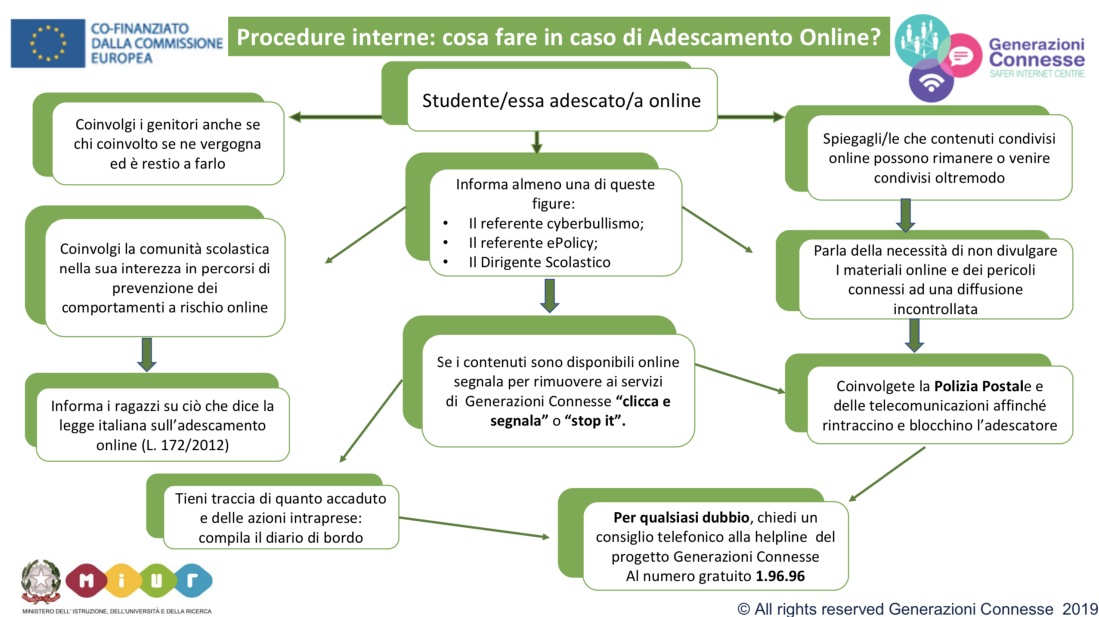 CO-FINANZIATO
DALLA COMMISSIONE
EUROPEA
Procedure interne: cosa fare in caso di Adescamento Online?
Generazioni
Connesse
SAFER INTERNET CENTRE
Studente/essa adescato/a online
Coinvolgi i genitori anche se
chi coinvolto se ne vergogna
ed è restio a farlo
Spiegagli/le che contenuti condivisi
online possono rimanere o venire
condivisi oltremodo
Informa almeno una di queste
figure:
• Il referente cyberbullismo;
• Il referente ePolicy;
• Il Dirigente Scolastico
Coinvolgi la comunità scolastica
nella sua interezza in percorsi di
prevenzione dei
comportamenti a rischio online
Parla della necessità di non divulgare
I materiali online e dei pericoli
connessi ad una diffusione
incontrollata
Se i contenuti sono disponibili online
segnala per rimuovere ai servizi
di Generazioni Connesse “clicca e
segnala” o “stop it”.
Informa i ragazzi su ciò che dice la
legge italiana sull’adescamento
online (L. 172/2012)
Coinvolgete la Polizia Postale e
delle telecomunicazioni affinché
rintraccino e blocchino l’adescatore
Tieni traccia di quanto accaduto
e delle azioni intraprese:
compila il diario di bordo
Per qualsiasi dubbio, chiedi un
consiglio telefonico alla helpline del
progetto Generazioni Connesse
Al numero gratuito 1.96.96
miur
MINISTERO DELL' ISTRUZIONE, DELL'UNIVERSITÀ E DELLA RICERCA
© All rights reserved Generazioni Connesse 2019